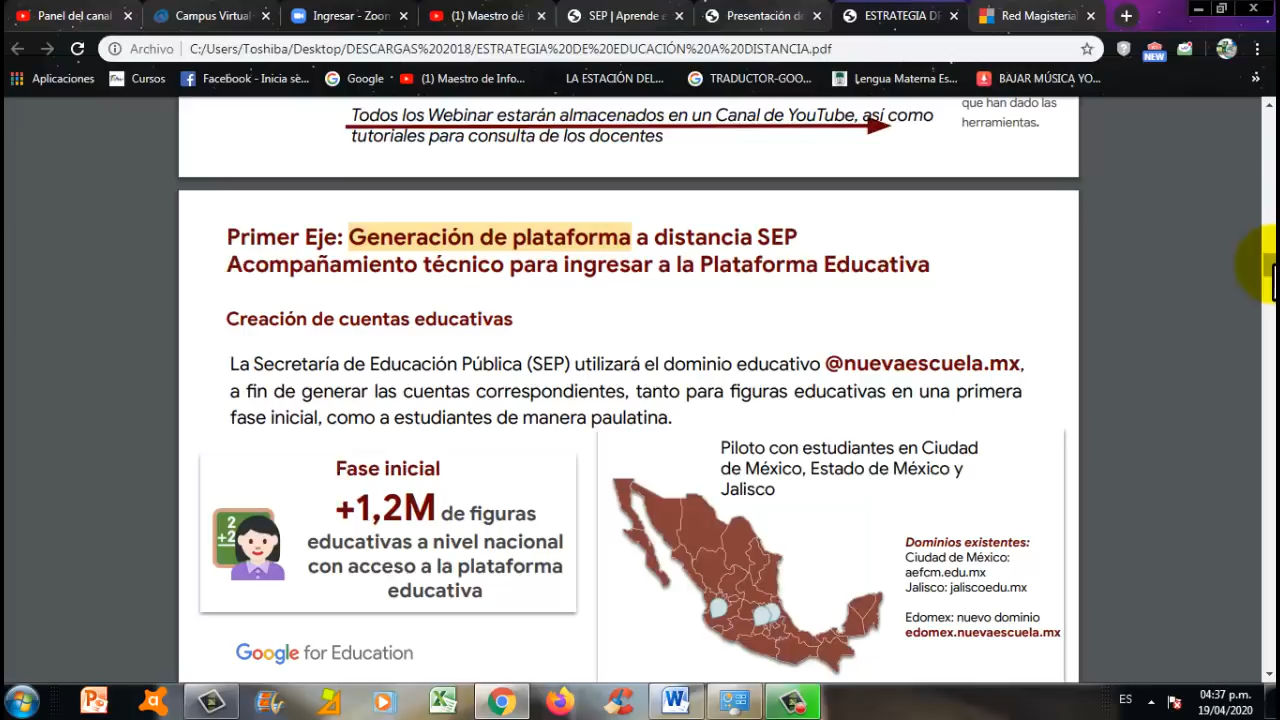 Panel del canal
Campus Virtual
Ingresar - Zoom
(1) Maestro de
SEP | Aprende e
Presentación d
ESTRATEGIA DE
Red Magisterial
Archivo
C:/Users/Toshiba/Desktop/DESCARGAS%202018/ESTRATEGIA%20DE%20EDUCACIÓN%20A%20DISTANCIA.pdf
NEW
Aplicaciones
Cursos
Facebook - Inicia sè...
Google
(1) Maestro de Info...
LA ESTACIÓN DEL...
TRADUCTOR-GOO...
Lengua Materna Es...
BAJAR MÚSICA YO...
que han dado las
herramientas.
Todos los Webinar estarán almacenados en un Canal de YouTube, así como
tutoriales para consulta de los docentes
Primer Eje: Generación de plataforma a distancia SEP
Acompañamiento técnico para ingresar a la Plataforma Educativa
Creación de cuentas educativas
La Secretaría de Educación Pública (SEP) utilizará el dominio educativo @nuevaescuela.mx,
a fin de generar las cuentas correspondientes, tanto para figuras educativas en una primera
fase inicial, como a estudiantes de manera paulatina.
Fase inicial
+1,2M de figuras
educativas a nivel nacional
con acceso a la plataforma
educativa
2
+2
Google for Education
Piloto con estudiantes en Ciudad
de México, Estado de México y
Jalisco
Dominios existentes:
Ciudad de México:
aefcm.edu.mx
Jalisco: jaliscoedu.mx
Edomex: nuevo dominio
edomex.nuevaescuela.mx
ES
04:37 p.m.
19/04/2020